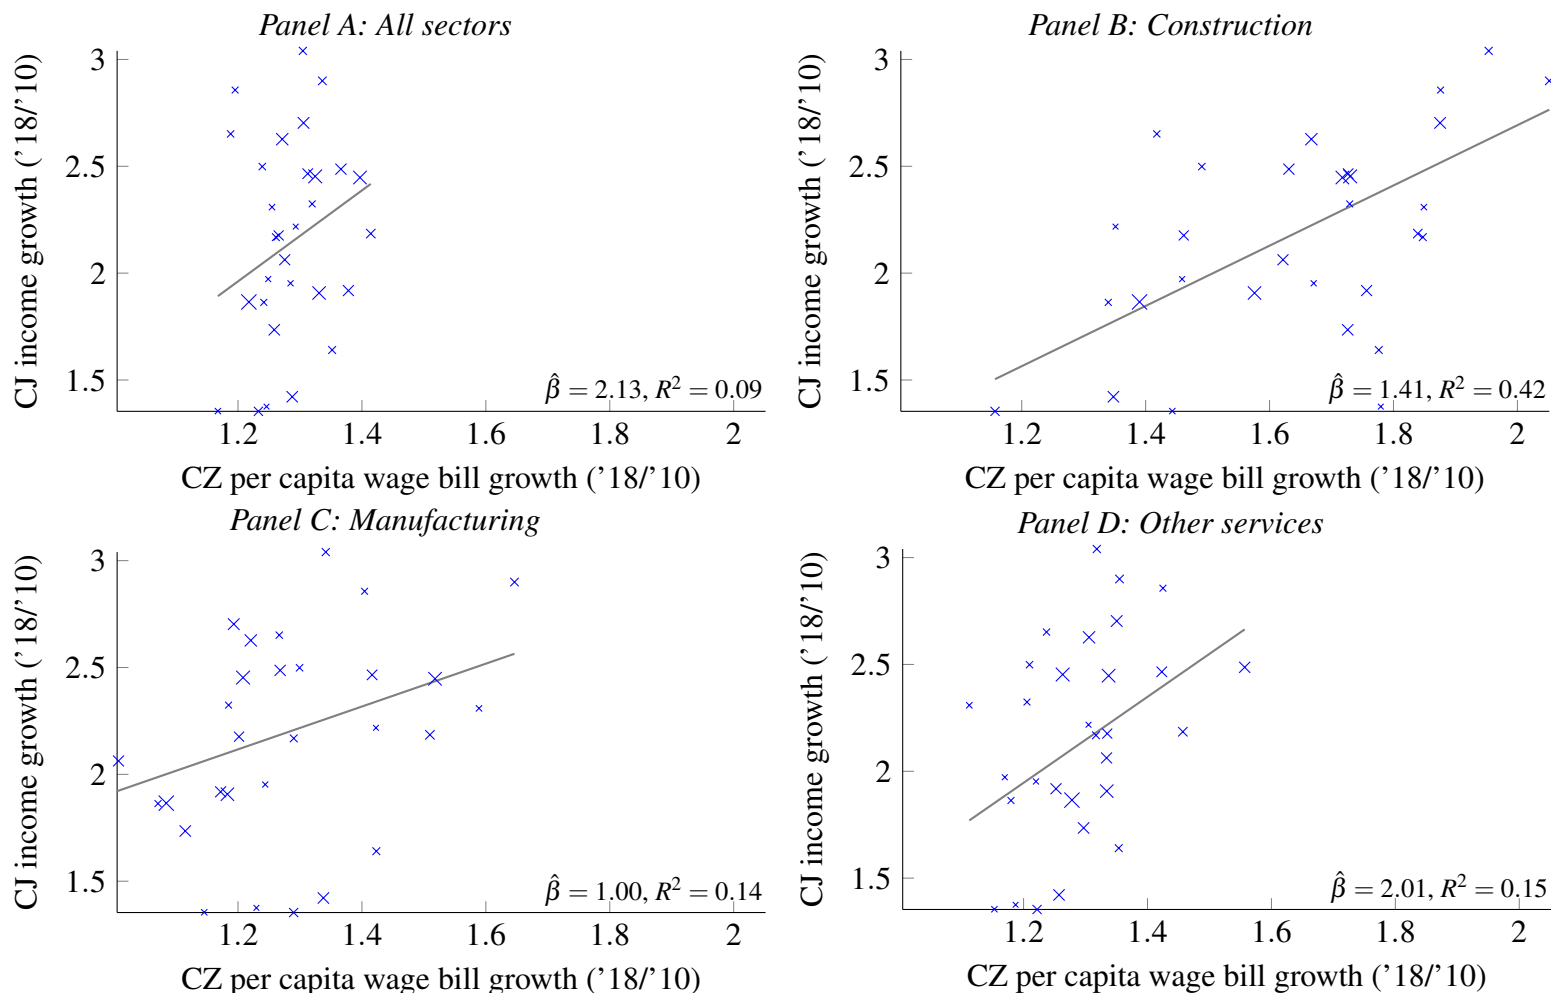 Panel A: All sectors
CJ income growth ('18/'10)
3
2.5
2
1.5
β̂ = 2.13, R² = 0.09
1.2 1.4 1.6 1.8 2
CZ per capita wage bill growth ('18/'10)
Panel B: Construction
CJ income growth ('18/'10)
3
2.5
2
1.5
β̂ = 1.41, R² = 0.42
1.2 1.4 1.6 1.8 2
CZ per capita wage bill growth ('18/'10)
Panel C: Manufacturing
CJ income growth ('18/'10)
3
2.5
2
1.5
β̂ = 1.00, R² = 0.14
1.2 1.4 1.6 1.8 2
CZ per capita wage bill growth ('18/'10)
Panel D: Other services
CJ income growth ('18/'10)
3
2.5
2
1.5
β̂ = 2.01, R² = 0.15
1.2 1.4 1.6 1.8 2
CZ per capita wage bill growth ('18/'10)